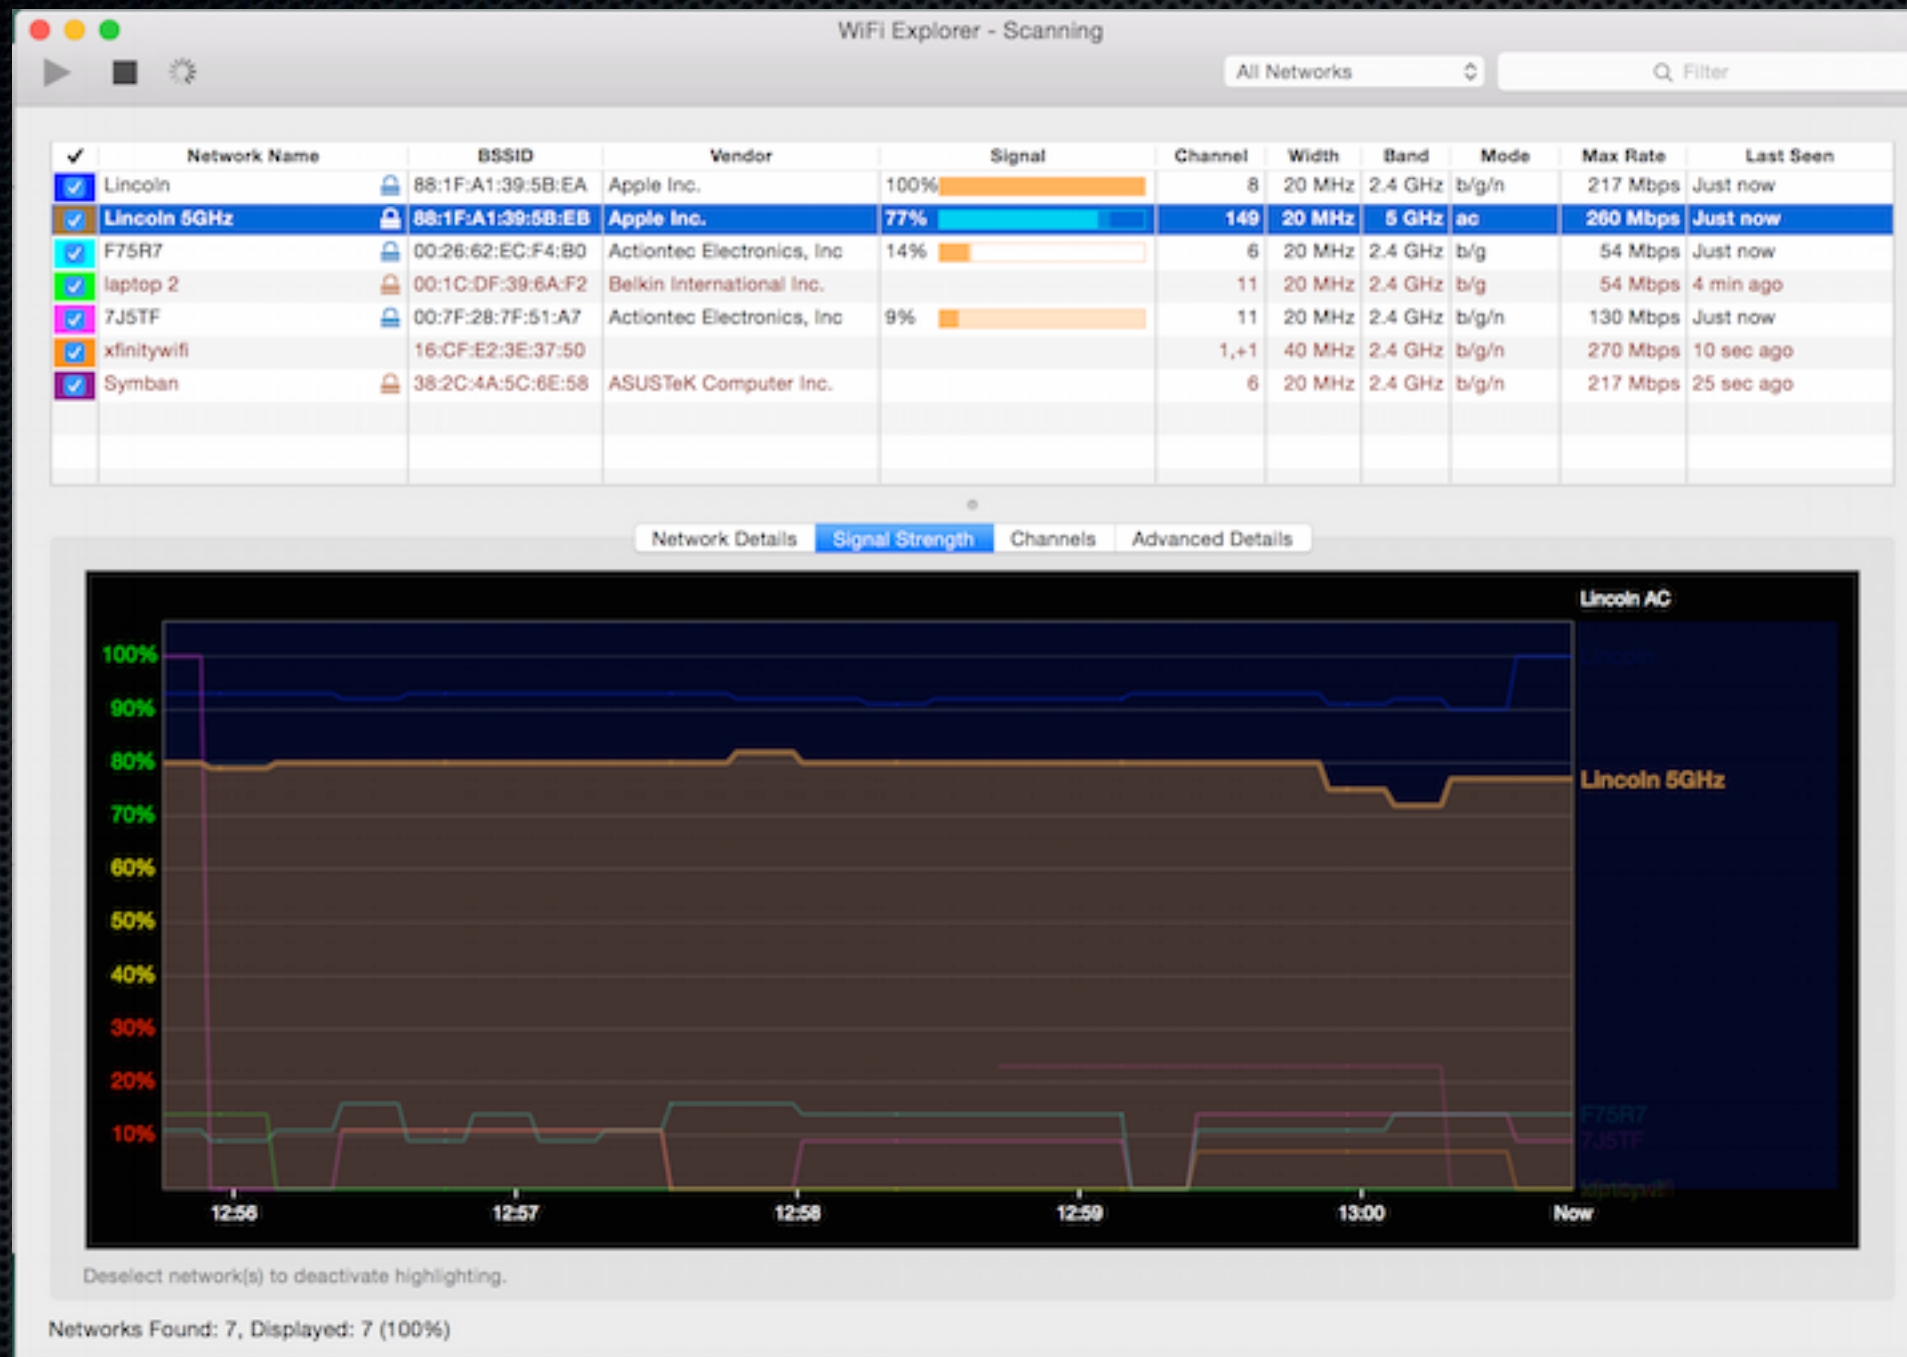 WiFi Explorer - Scanning
All Networks Filter
Network Name BSSID Vendor Signal Channel Width Band Mode Max Rate Last Seen
Lincoln 88:1F:A1:39:5B:EA Apple Inc. 100% 8 20 MHz 2.4 GHz b/g/n 217 Mbps Just now
Lincoln 5GHz 88:1F:A1:39:5B:EB Apple Inc. 77% 149 20 MHz 5 GHz ac 260 Mbps Just now
F75R7 00:26:62:EC:F4:B0 Actiontec Electronics, Inc 14% 6 20 MHz 2.4 GHz b/g 54 Mbps Just now
laptop 2 00:1C:DF:39:6A:F2 Belkin International Inc. 11 20 MHz 2.4 GHz b/g 54 Mbps 4 min ago
7J5TF 00:7F:28:7F:51:A7 Actiontec Electronics, Inc 9% 11 20 MHz 2.4 GHz b/g/n 130 Mbps Just now
xfinitywifi 16:CF:E2:3E:37:50 1,+1 40 MHz 2.4 GHz b/g/n 270 Mbps 10 sec ago
Symban 38:2C:4A:5C:6E:58 ASUSTeK Computer Inc. 6 20 MHz 2.4 GHz b/g/n 217 Mbps 25 sec ago
Network Details Signal Strength Channels Advanced Details
Lincoln AC
100% Lincoln
90%
80%
Lincoln 5GHz
70%
60%
50%
40%
30%
20%
F75R7
10%
7J5TF
12:56 12:57 12:58 12:59 13:00 Now
Deselect network(s) to deactivate highlighting.
Networks Found: 7, Displayed: 7 (100%)